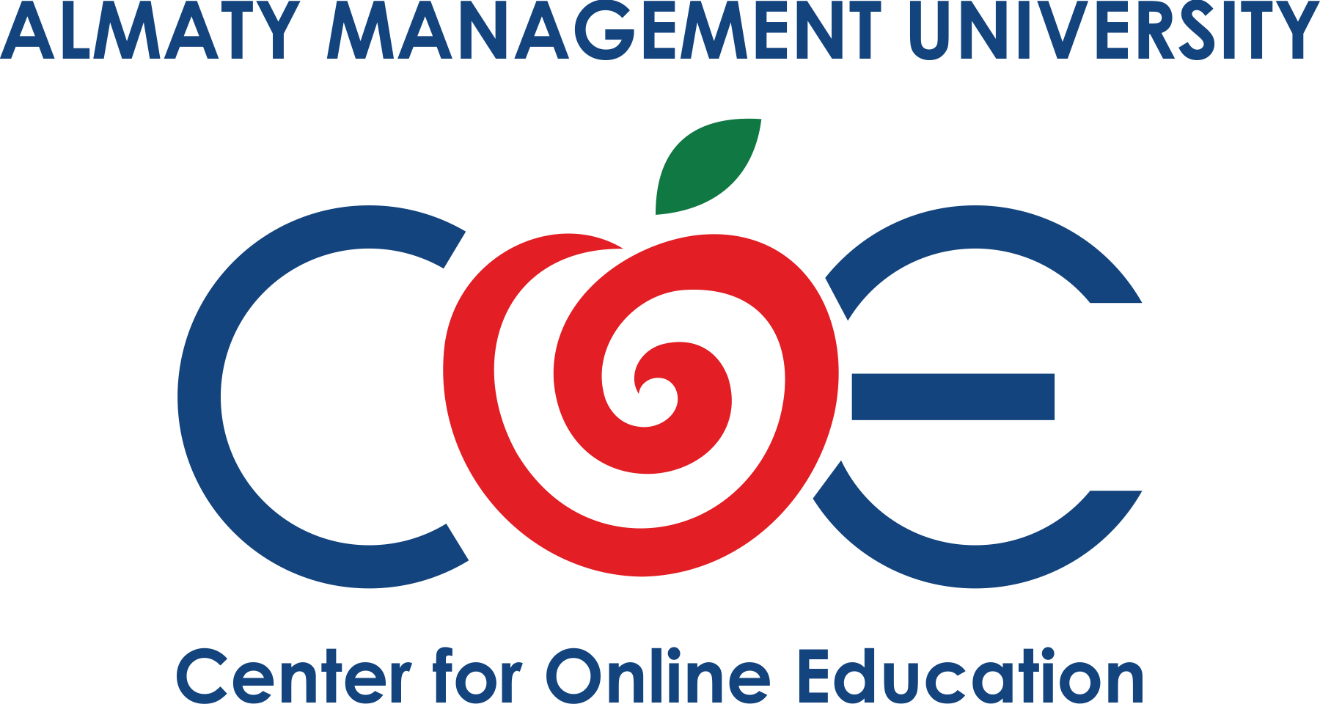 ALMATY MANAGEMENT UNIVERSITY
COE
Center for Online Education